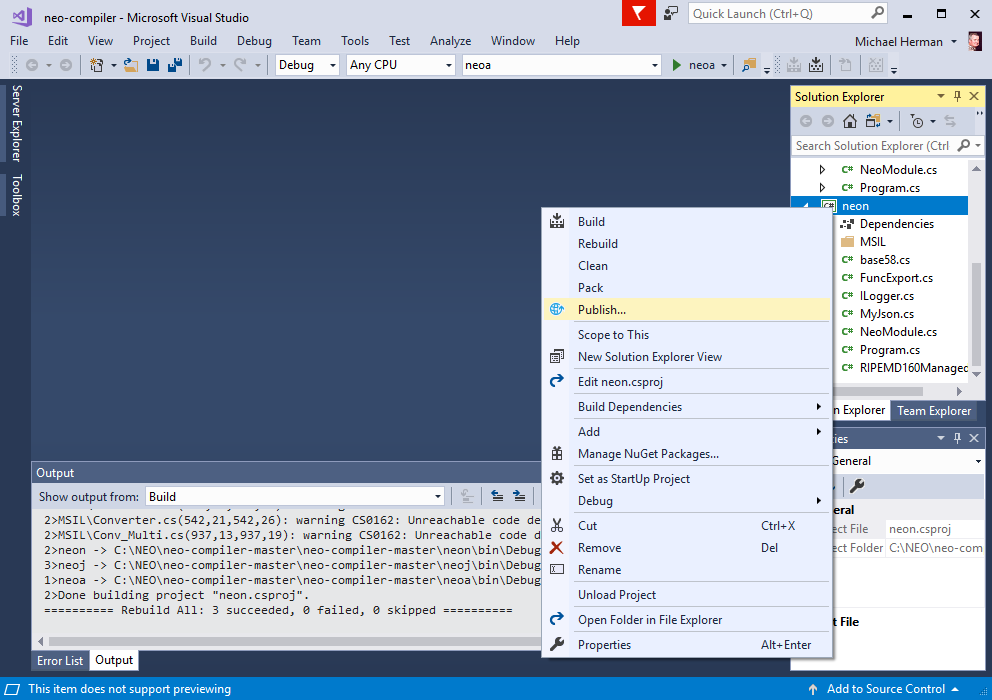 neo-compiler - Microsoft Visual Studio
Quick Launch (Ctrl+Q)
File Edit View Project Build Debug Team Tools Test Analyze Window Help
Michael Herman
Debug Any CPU neoa neoa
Server Explorer
Toolbox
Solution Explorer
Search Solution Explorer (Ctrl
C# NeoModule.cs
C# Program.cs
C# neon
Dependencies
MSIL
C# base58.cs
C# FuncExport.cs
C# ILogger.cs
C# MyJson.cs
C# NeoModule.cs
C# Program.cs
C# RIPEMD160Managed
n Explorer Team Explorer
Build
Rebuild
Clean
Pack
Publish...
Scope to This
New Solution Explorer View
Edit neon.csproj
Build Dependencies
Add
Manage NuGet Packages...
Set as StartUp Project
Debug
Cut Ctrl+X
Remove Del
Rename
Unload Project
Open Folder in File Explorer
Properties Alt+Enter
ies
General
eral
ect File neon.csproj
ect Folder C:\NEO\neo-com
t File
Output
Show output from: Build
2>MSIL\Converter.cs(542,21,542,26): warning CS0162: Unreachable code de
2>MSIL\Conv_Multi.cs(937,13,937,19): warning CS0162: Unreachable code d
2>neon -> C:\NEO\neo-compiler-master\neo-compiler-master\neon\bin\Debug
3>neoj -> C:\NEO\neo-compiler-master\neo-compiler-master\neoj\bin\Debug
1>neoa -> C:\NEO\neo-compiler-master\neo-compiler-master\neoa\bin\Debug
2>Done building project "neon.csproj".
========== Rebuild All: 3 succeeded, 0 failed, 0 skipped ==========
Error List Output
This item does not support previewing
Add to Source Control